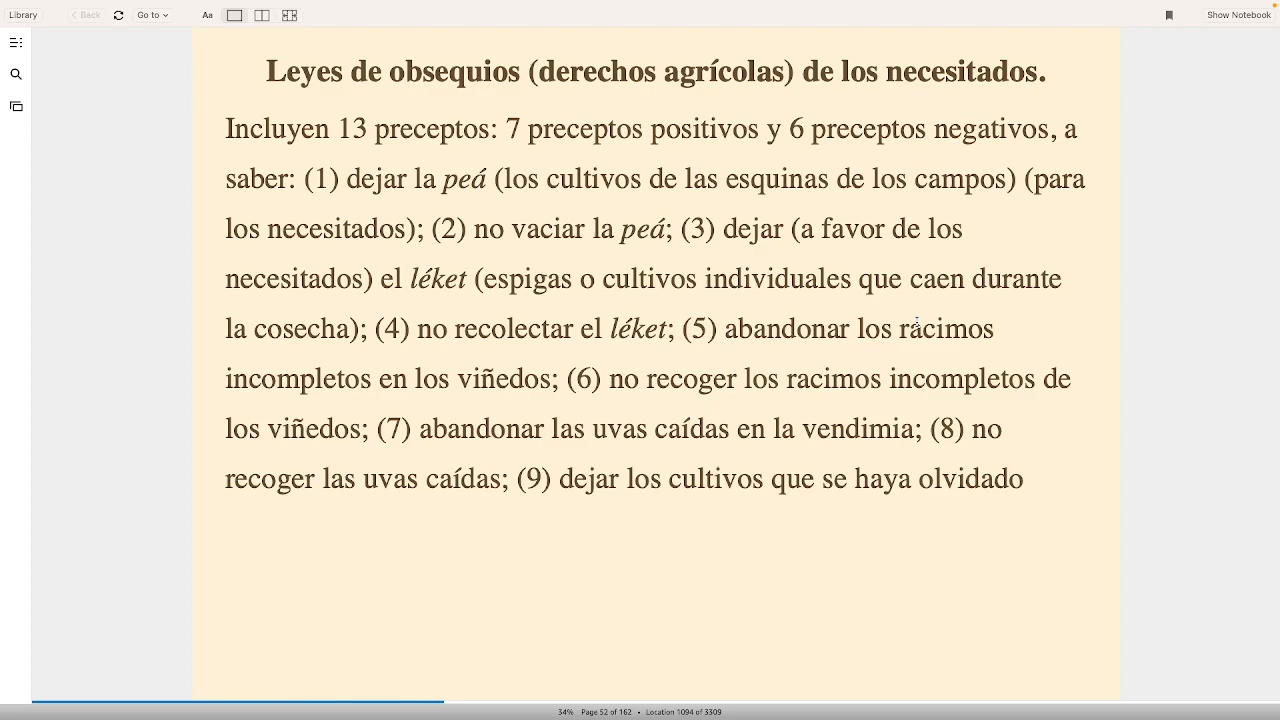 Library
Back
Go to
Aa
Show Notebook
Leyes de obsequios (derechos agrícolas) de los necesitados.
Incluyen 13 preceptos: 7 preceptos positivos y 6 preceptos negativos, a
saber: (1) dejar la peá (los cultivos de las esquinas de los campos) (para
los necesitados); (2) no vaciar la peá; (3) dejar (a favor de los
necesitados) el léket (espigas o cultivos individuales que caen durante
la cosecha); (4) no recolectar el léket; (5) abandonar los racimos
incompletos en los viñedos; (6) no recoger los racimos incompletos de
los viñedos; (7) abandonar las uvas caídas en la vendimia; (8) no
recoger las uvas caídas; (9) dejar los cultivos que se haya olvidado
34% Page 52 of 162 • Location 1094 of 3309